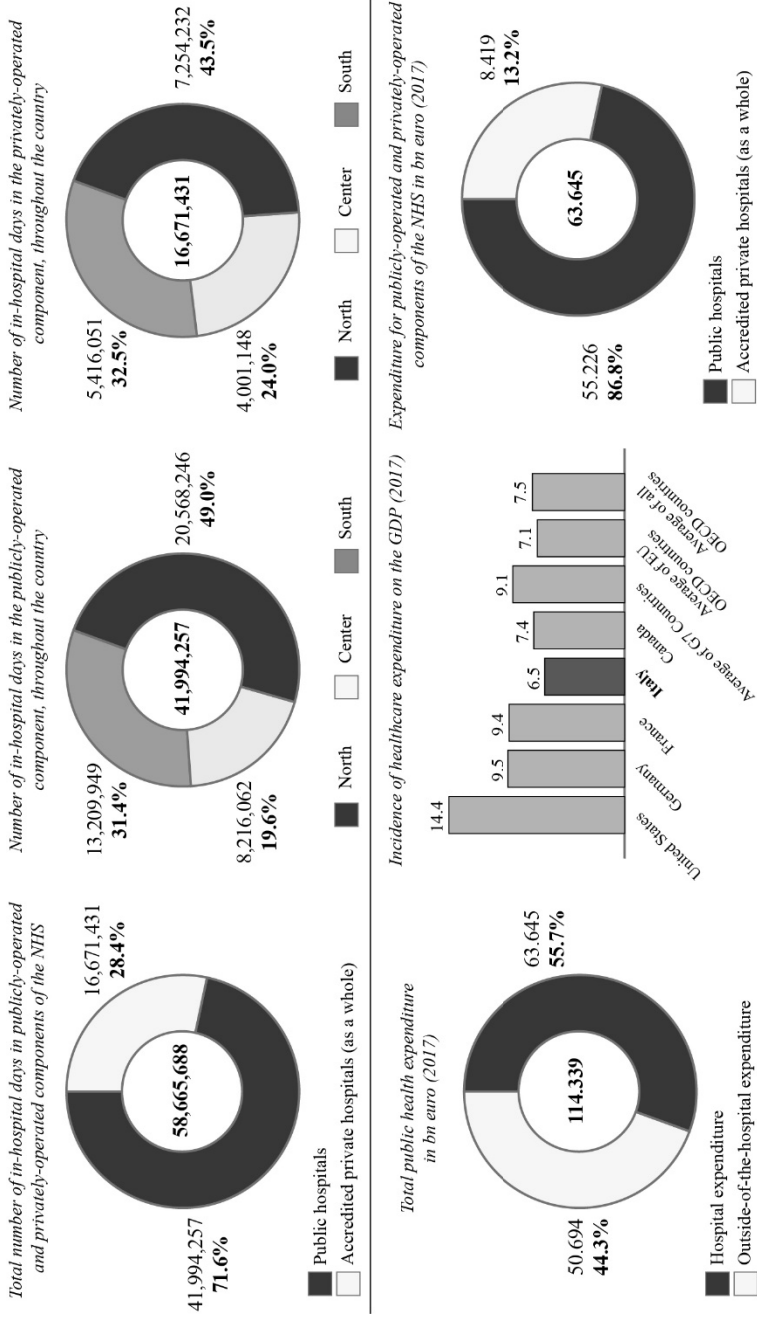 Total number of in-hospital days in publicly-operated
and privately-operated components of the NHS
16,671,431
28.4%
58,665,688
41,994,257
71.6%
Public hospitals
Accredited private hospitals (as a whole)
Number of in-hospital days in the publicly-operated
component, throughout the country
13,209,949
31.4%
20,568,246
49.0%
41,994,257
8,216,062
19.6%
North
Center
South
Number of in-hospital days in the privately-operated
component, throughout the country
5,416,051
32.5%
7,254,232
43.5%
16,671,431
4,001,148
24.0%
North
Center
South
Total public health expenditure
in bn euro (2017)
63.645
55.7%
114.339
50.694
44.3%
Hospital expenditure
Outside-of-the-hospital expenditure
Incidence of healthcare expenditure on the GDP (2017)
14.4
9.5
9.4
6.5
7.4
9.1
7.1
7.5
United States
Germany
France
Italy
Canada
Average of G7 Countries
Average of EU
OECD countries
Average of all
OECD countries
Expenditure for publicly-operated and privately-operated
components of the NHS in bn euro (2017)
8.419
13.2%
63.645
55.226
86.8%
Public hospitals
Accredited private hospitals (as a whole)